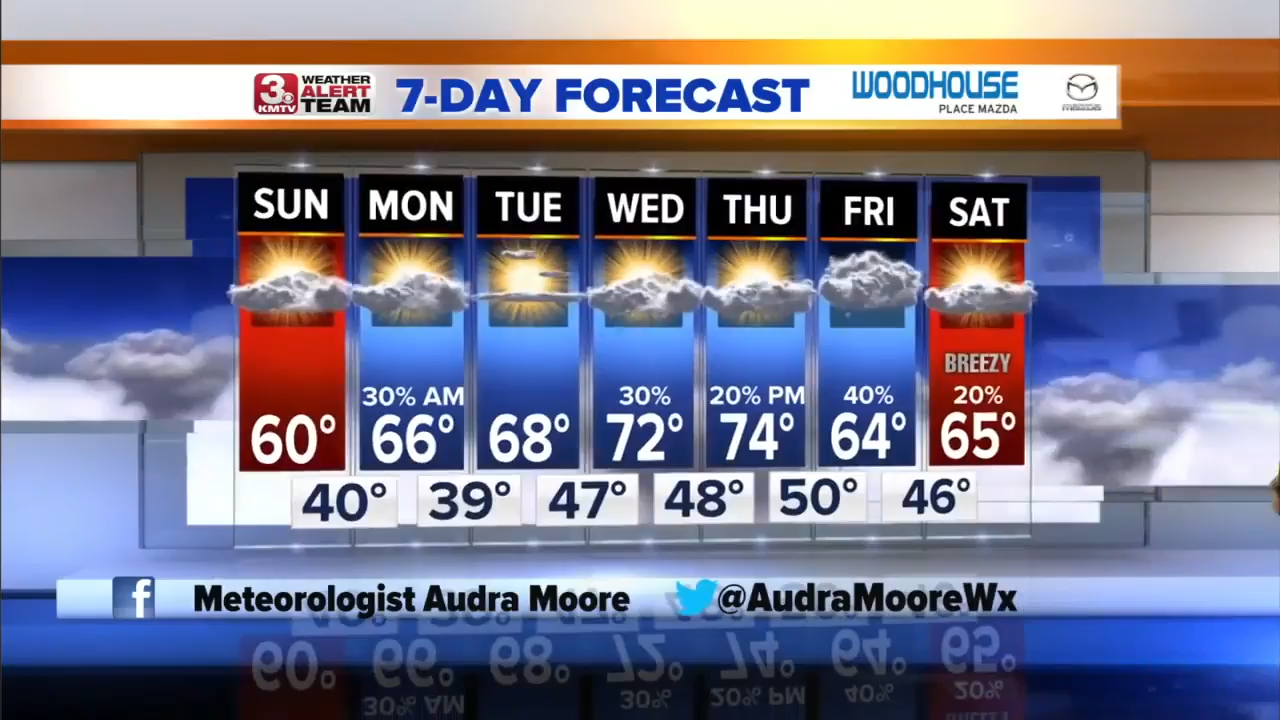 3 KMTV WEATHER ALERT TEAM
7-DAY FORECAST
WOODHOUSE
PLACE MAZDA
SUN MON TUE WED THU FRI SAT
BREEZY
30% AM 30% 20% PM 40% 20%
60° 66° 68° 72° 74° 64° 65°
40° 39° 47° 48° 50° 46°
f Meteorologist Audra Moore @AudraMooreWx